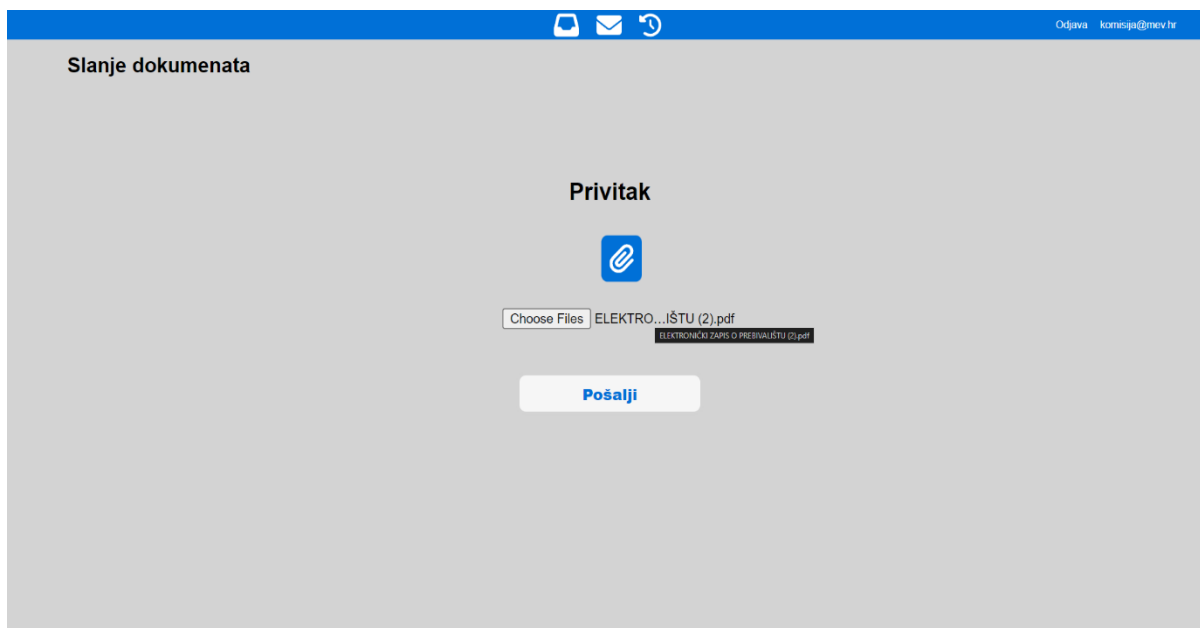 Odjava komisija@mev.hr
Slanje dokumenata
Privitak
Choose Files ELEKTRO...IŠTU (2).pdf
ELEKTRONIČKI ZAPIS O PREBIVALIŠTU (2).pdf
Pošalji